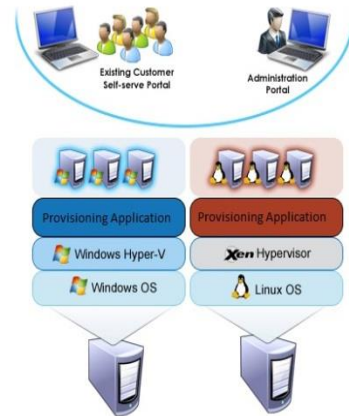 Existing Customer
Self-serve Portal
Administration
Portal
Provisioning Application
Provisioning Application
Windows Hyper-V
Xen Hypervisor
Windows OS
Linux OS